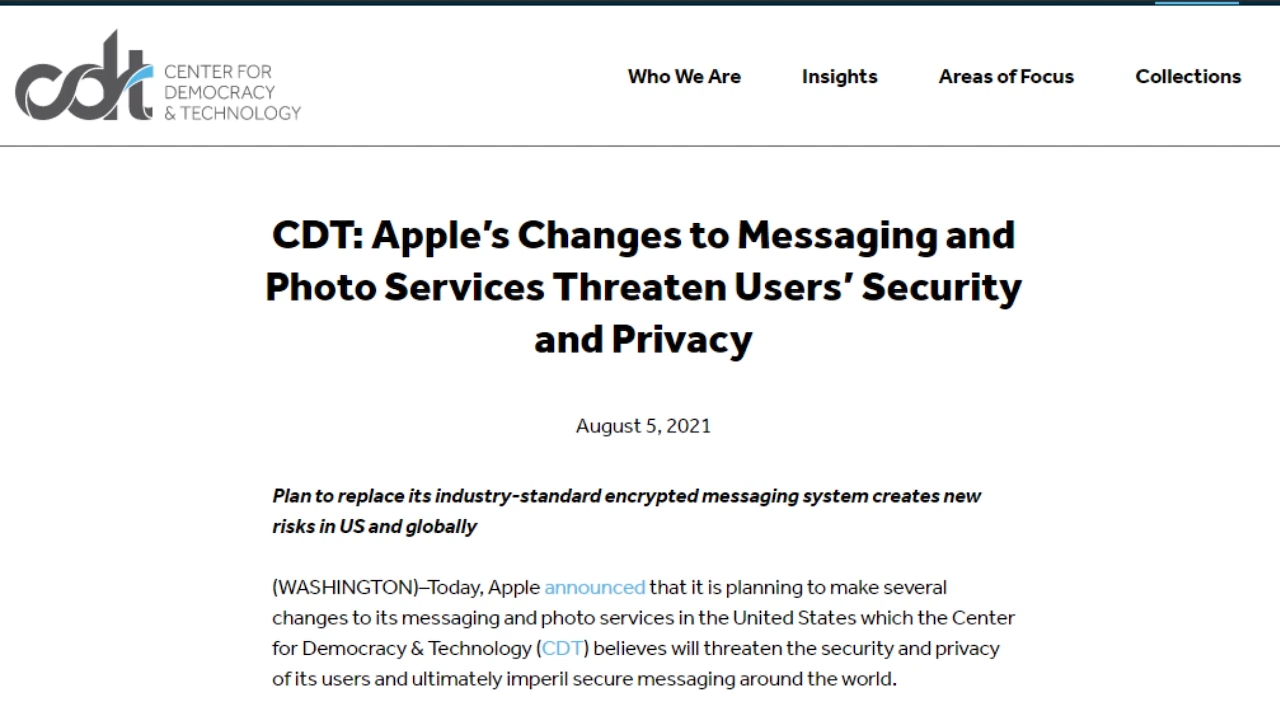 cdt
CENTER FOR
DEMOCRACY
& TECHNOLOGY
Who We Are Insights Areas of Focus Collections
CDT: Apple’s Changes to Messaging and
Photo Services Threaten Users’ Security
and Privacy
August 5, 2021
Plan to replace its industry-standard encrypted messaging system creates new
risks in US and globally
(WASHINGTON)–Today, Apple announced that it is planning to make several
changes to its messaging and photo services in the United States which the Center
for Democracy & Technology (CDT) believes will threaten the security and privacy
of its users and ultimately imperil secure messaging around the world.